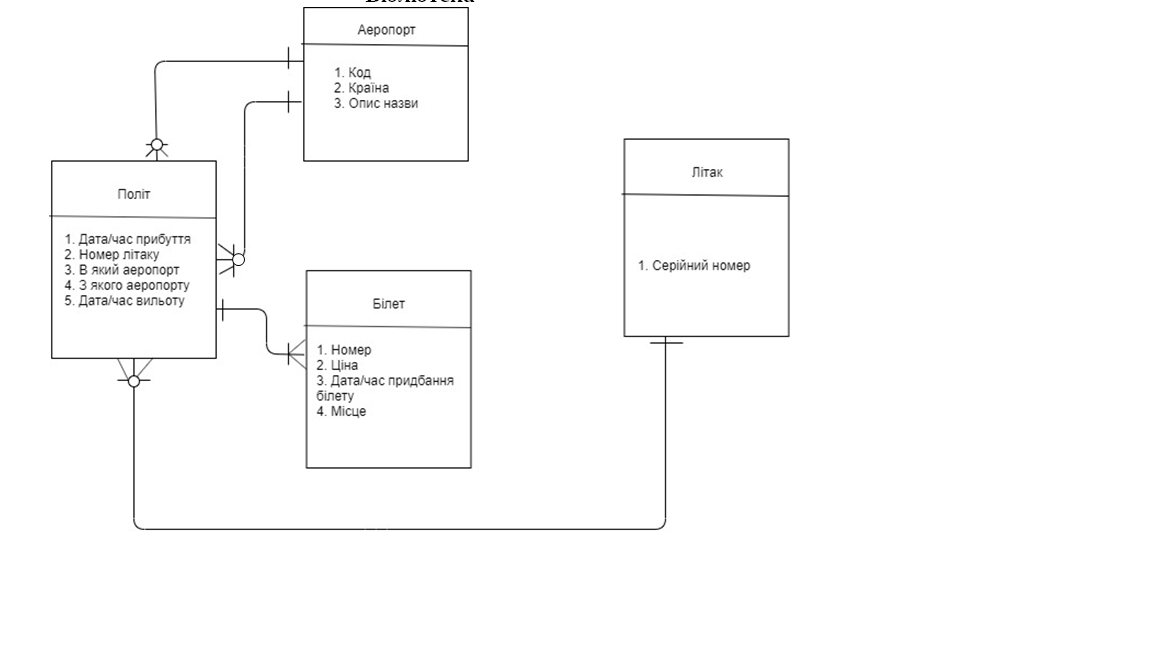 Аеропорт
1. Код
2. Країна
3. Опис назви
Літак
1. Серійний номер
Політ
1. Дата/час прибуття
2. Номер літаку
3. В який аеропорт
4. З якого аеропорту
5. Дата/час вильоту
Білет
1. Номер
2. Ціна
3. Дата/час придбання
білету
4. Місце